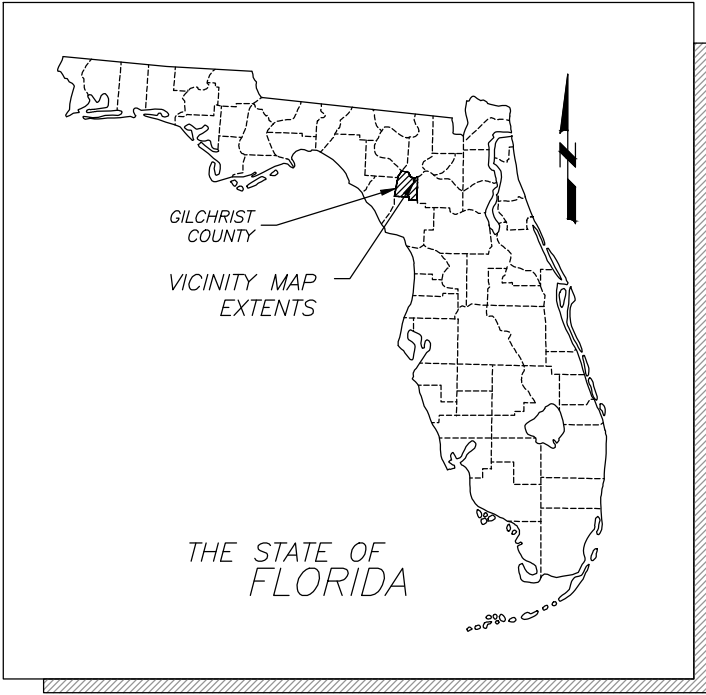 GILCHRIST
COUNTY
VICINITY MAP
EXTENTS
N
THE STATE OF
FLORIDA